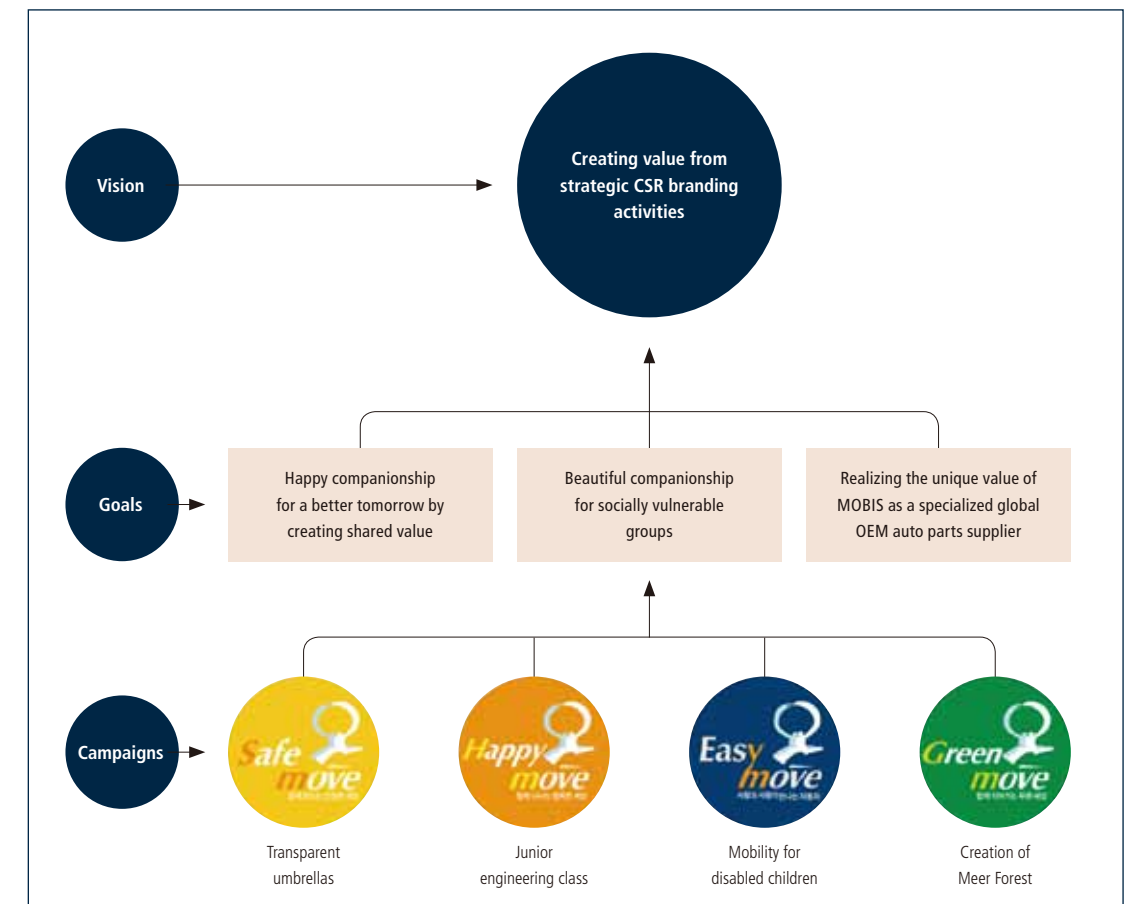 Vision
Creating value from
strategic CSR branding
activities
Goals
Happy companionship
for a better tomorrow by
creating shared value
Beautiful companionship
for socially vulnerable
groups
Realizing the unique value of
MOBIS as a specialized global
OEM auto parts supplier
Campaigns
Safe
move
Happy
move
Easy
move
Green
move
Transparent
umbrellas
Junior
engineering class
Mobility for
disabled children
Creation of
Meer Forest